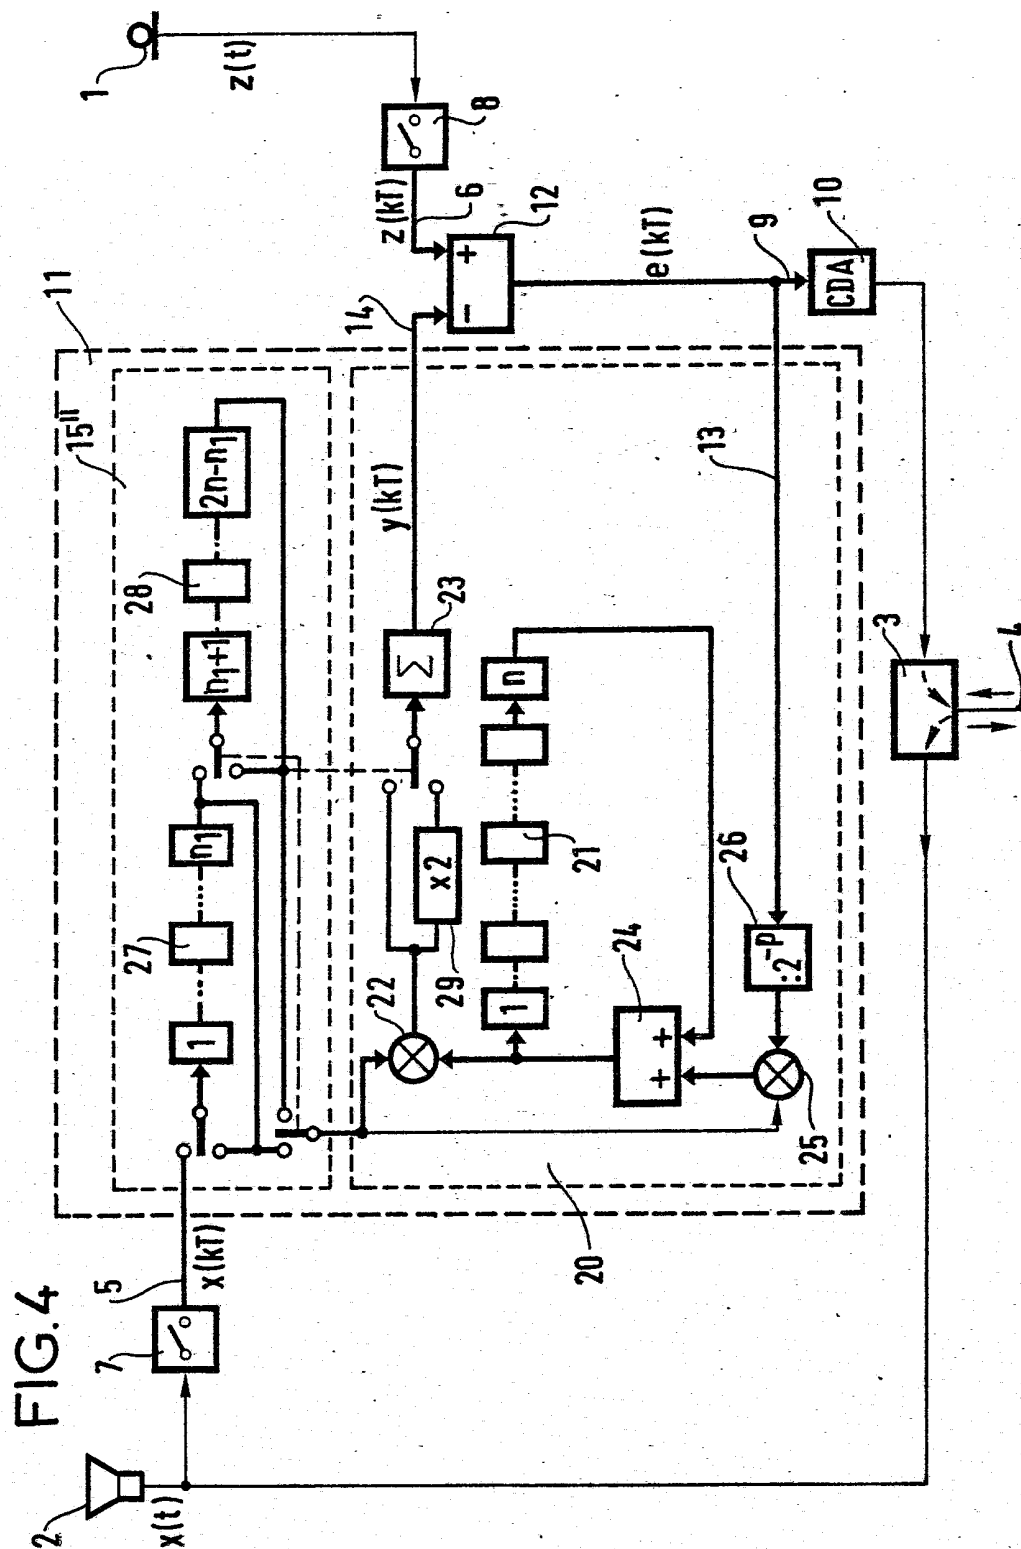 FIG.4
2
x(t)
7
5
x(kT)
11
15"
1
27
n1
n1+1
28
2n-n1
20
22
29
x2
Σ
23
y(kT)
14
1
21
n
24
+ +
25
26
:2-p
13
- +
12
z(kT)
6
8
z(t)
1
e(kT)
9
CDA
10
3
4